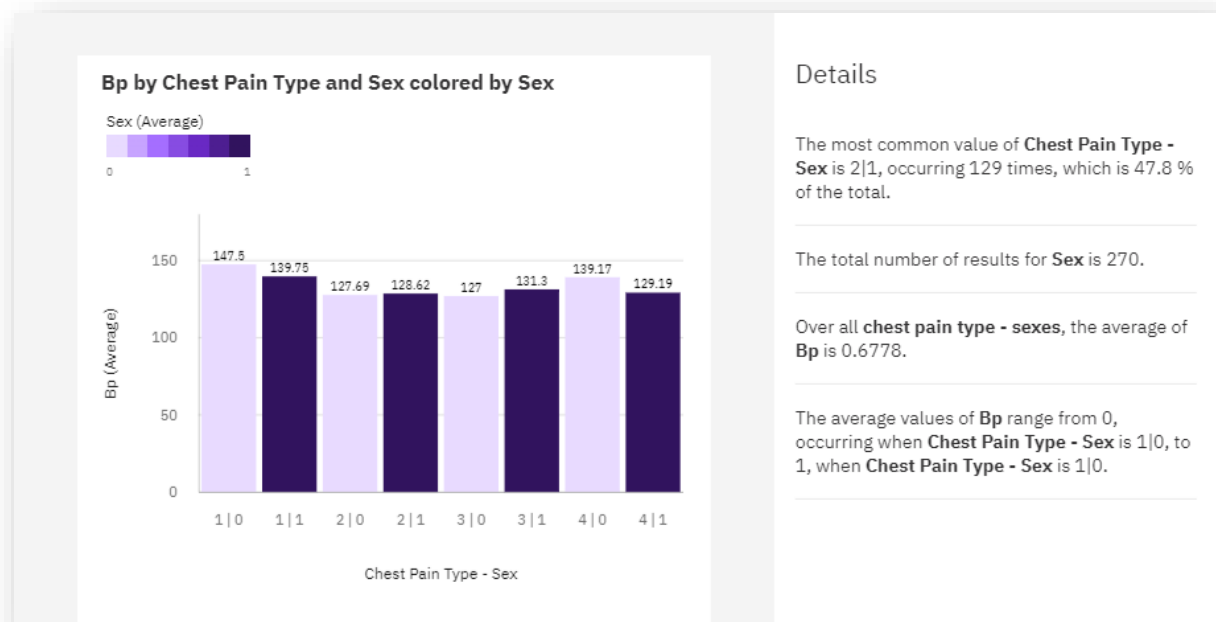 Bp by Chest Pain Type and Sex colored by Sex
Sex (Average)
0 1
Bp (Average)
150
100
50
0
147.5
139.75
127.69
128.62
127
131.3
139.17
129.19
1|0 1|1 2|0 2|1 3|0 3|1 4|0 4|1
Chest Pain Type - Sex
Details
The most common value of Chest Pain Type -
Sex is 2|1, occurring 129 times, which is 47.8 %
of the total.
The total number of results for Sex is 270.
Over all chest pain type - sexes, the average of
Bp is 0.6778.
The average values of Bp range from 0,
occurring when Chest Pain Type - Sex is 1|0, to
1, when Chest Pain Type - Sex is 1|0.